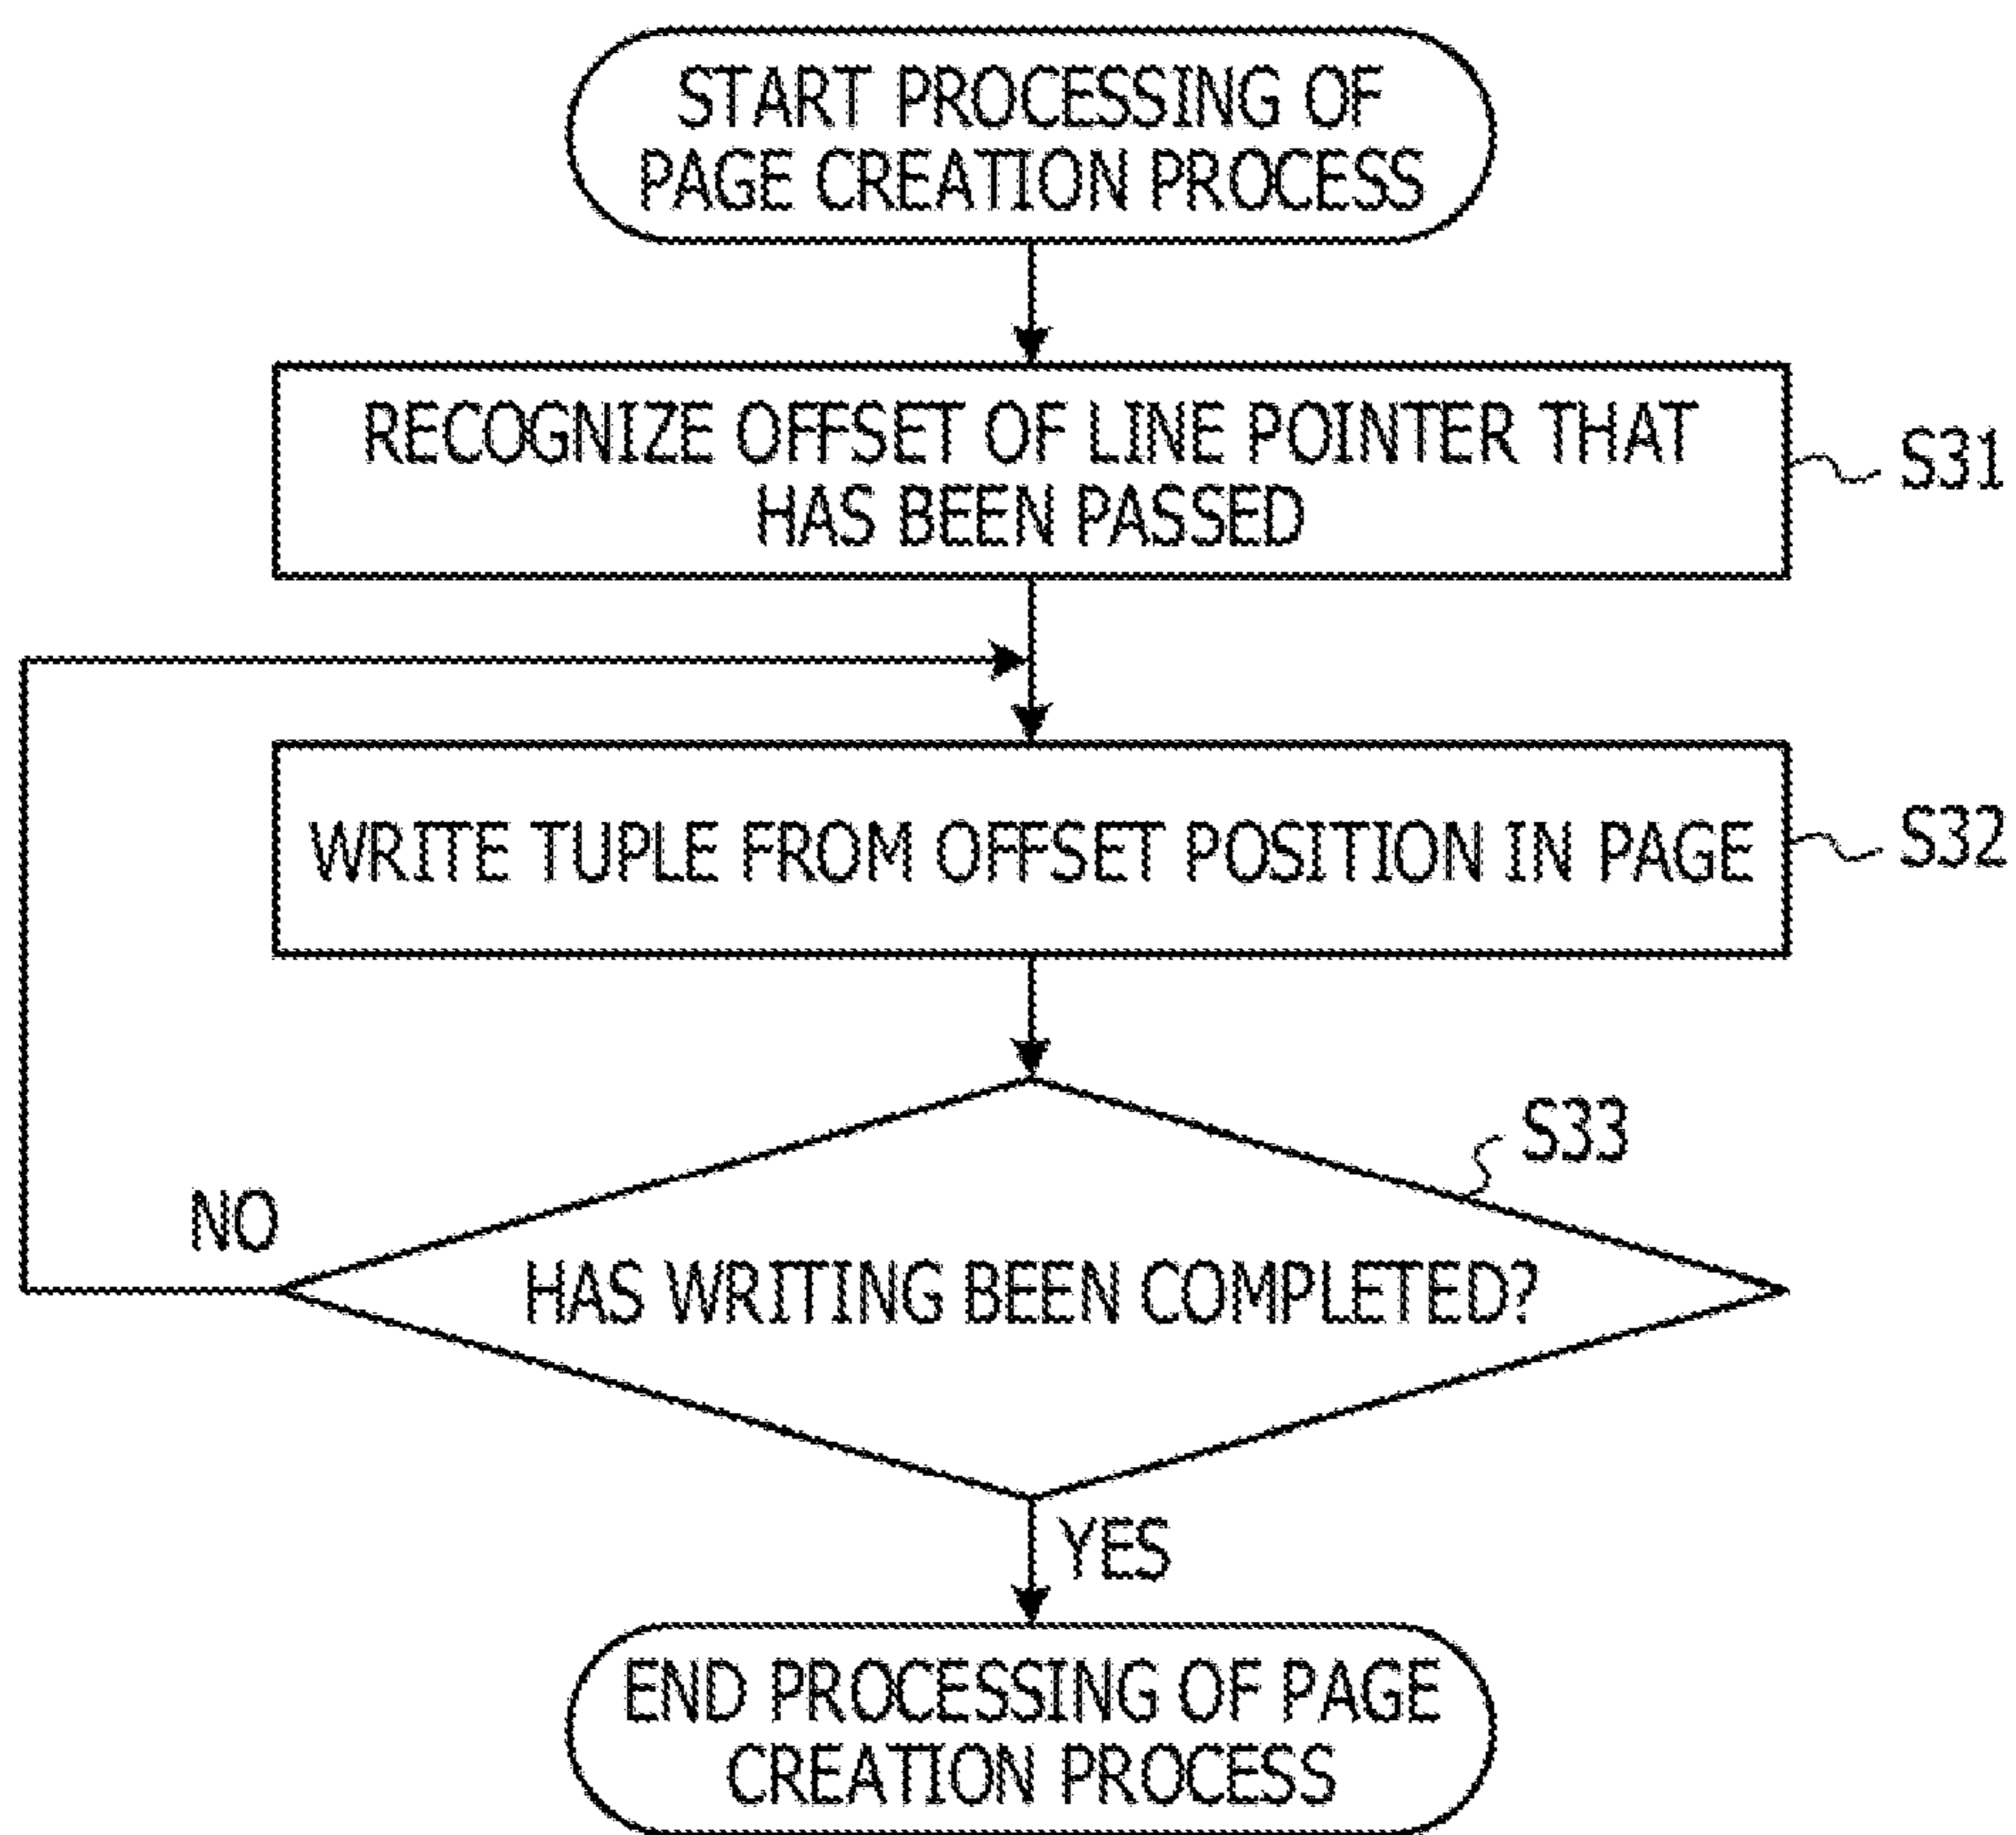 START PROCESSING OF
PAGE CREATION PROCESS
RECOGNIZE OFFSET OF LINE POINTER THAT
HAS BEEN PASSED
S31
WRITE TUPLE FROM OFFSET POSITION IN PAGE
S32
S33
NO
HAS WRITING BEEN COMPLETED?
YES
END PROCESSING OF PAGE
CREATION PROCESS